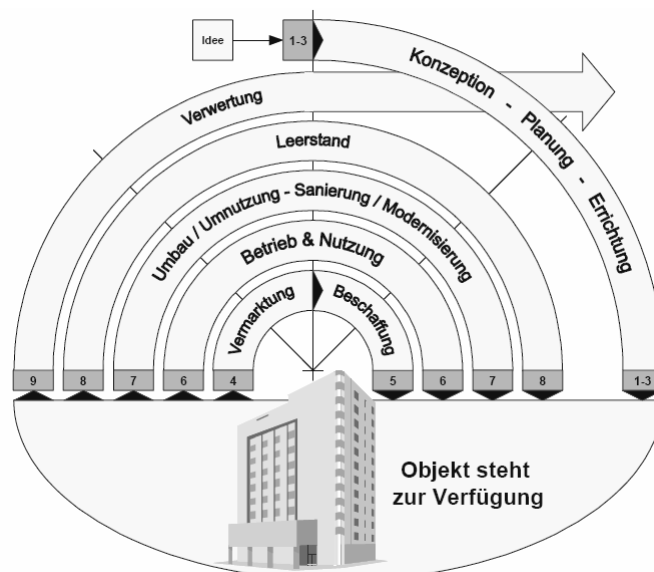 Idee
1-3
Konzeption - Planung - Errichtung
Verwertung
Leerstand
Umbau / Umnutzung - Sanierung / Modernisierung
Betrieb & Nutzung
Vermarktung
Beschaffung
9
8
7
6
4
5
6
7
8
1-3
Objekt steht
zur Verfügung